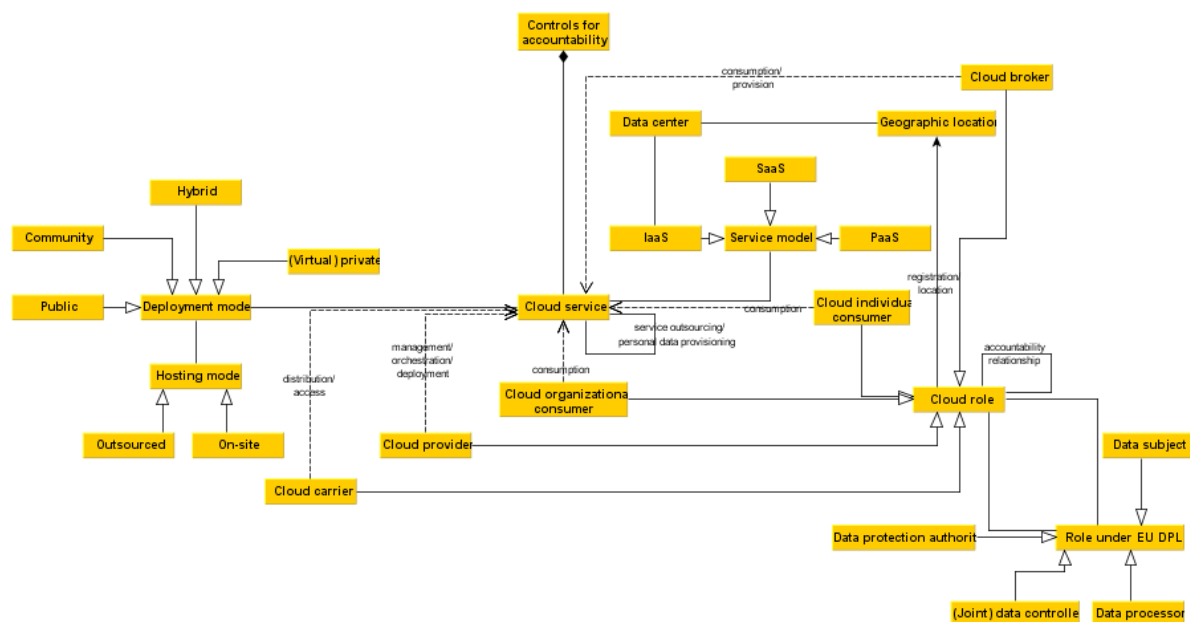 Controls for
accountability
consumption/
provision
Cloud broker
Data center
Geographic location
SaaS
Hybrid
Community
IaaS
Service model
PaaS
(Virtual) private
registration/
location
Public
Deployment mode
Cloud service
consumption
Cloud individua
consumer
service outsourcing/
personal data provisioning
management/
orchestration/
deployment
accountability
relationship
Hosting mode
distribution/
access
consumption
Cloud organizationa
consumer
Cloud role
Outsourced
On-site
Cloud provider
Data subject
Cloud carrier
Data protection authorit
Role under EU DPL
(Joint) data controlle
Data processor